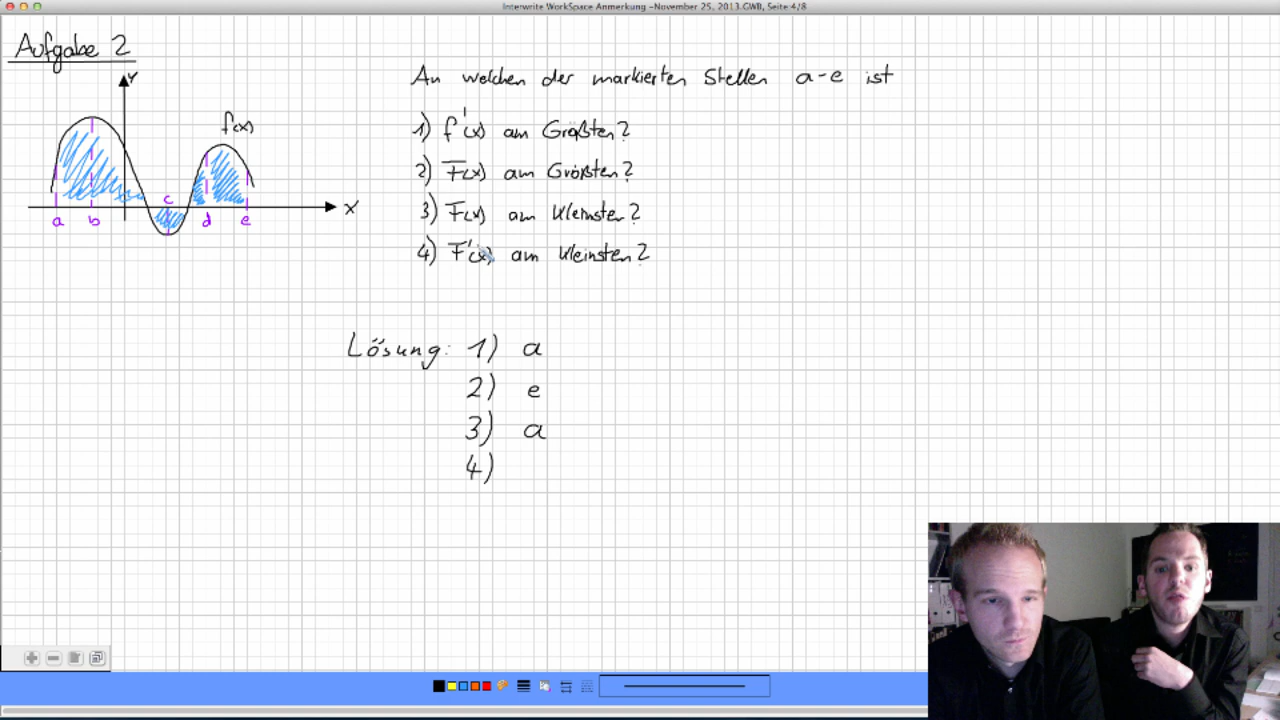 Interwrite WorkSpace Anmerkung -November 25, 2013.GWB, Seite:4/8
Aufgabe 2
y
f(x)
c
x
a b d e
An welchen der markierten Stellen a-e ist
1) f'(x) am Größten?
2) F(x) am Größten?
3) F(x) am Kleinsten?
4) F'(x) am Kleinsten?
Lösung: 1) a
2) e
3) a
4)